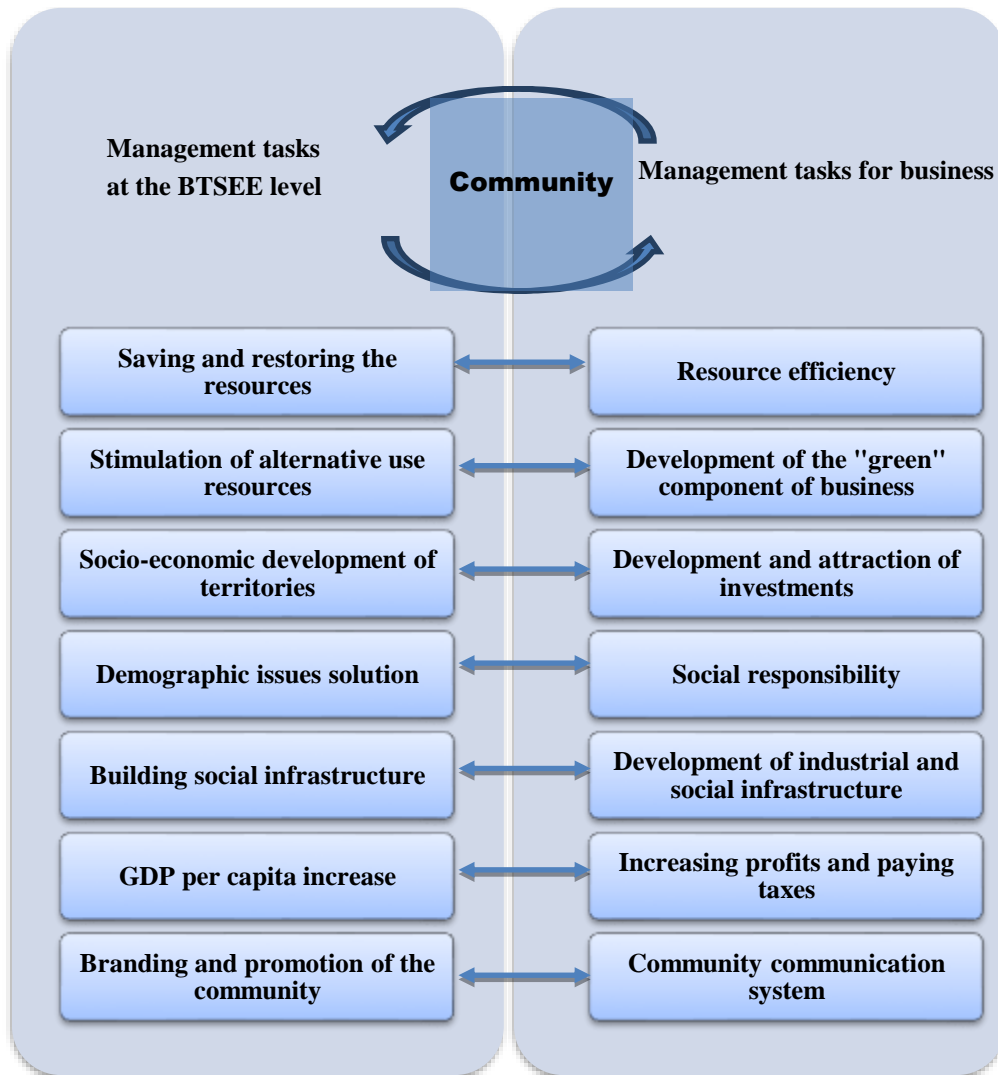 Management tasks
at the BTSEE level
Community
Management tasks for business
Saving and restoring the
resources
Resource efficiency
Stimulation of alternative use
resources
Development of the "green"
component of business
Socio-economic development of
territories
Development and attraction of
investments
Demographic issues solution
Social responsibility
Building social infrastructure
Development of industrial and
social infrastructure
GDP per capita increase
Increasing profits and paying
taxes
Branding and promotion of the
community
Community communication
system